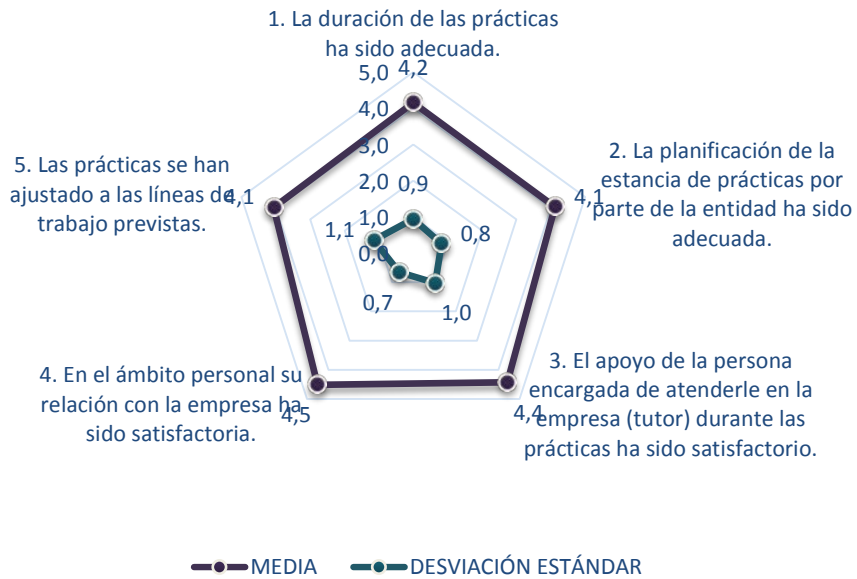 1. La duración de las prácticas
ha sido adecuada.
5,0
4,2
4,0
3,0
2,0
1,0
0,0
0,9
2. La planificación de la
estancia de prácticas por
parte de la entidad ha sido
adecuada.
4,1
0,8
5. Las prácticas se han
ajustado a las líneas de
trabajo previstas.
4,1
1,1
0,7
1,0
4. En el ámbito personal su
relación con la empresa ha
sido satisfactoria.
4,5
3. El apoyo de la persona
encargada de atenderle en la
empresa (tutor) durante las
prácticas ha sido satisfactorio.
4,4
MEDIA
DESVIACIÓN ESTÁNDAR